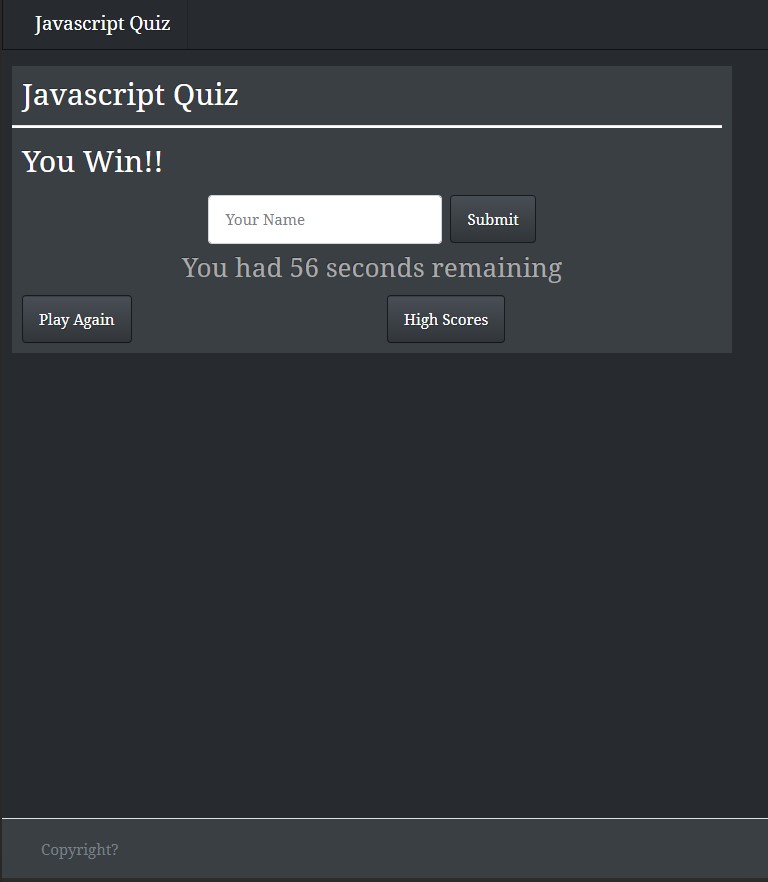 Javascript Quiz
Javascript Quiz
You Win!!
Your Name Submit
You had 56 seconds remaining
Play Again High Scores
Copyright?